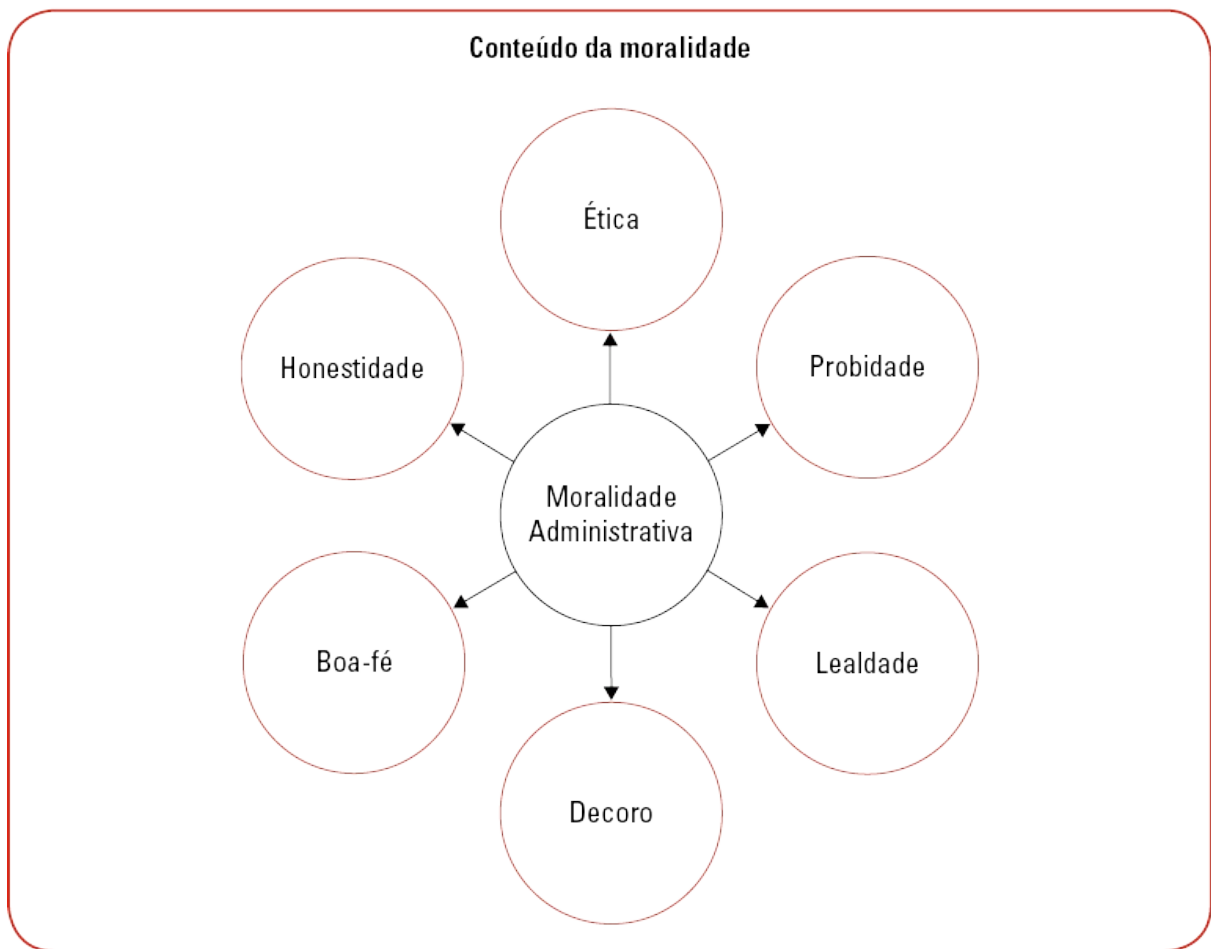 Conteúdo da moralidade
Ética
Honestidade
Probidade
Moralidade
Administrativa
Boa-fé
Lealdade
Decoro